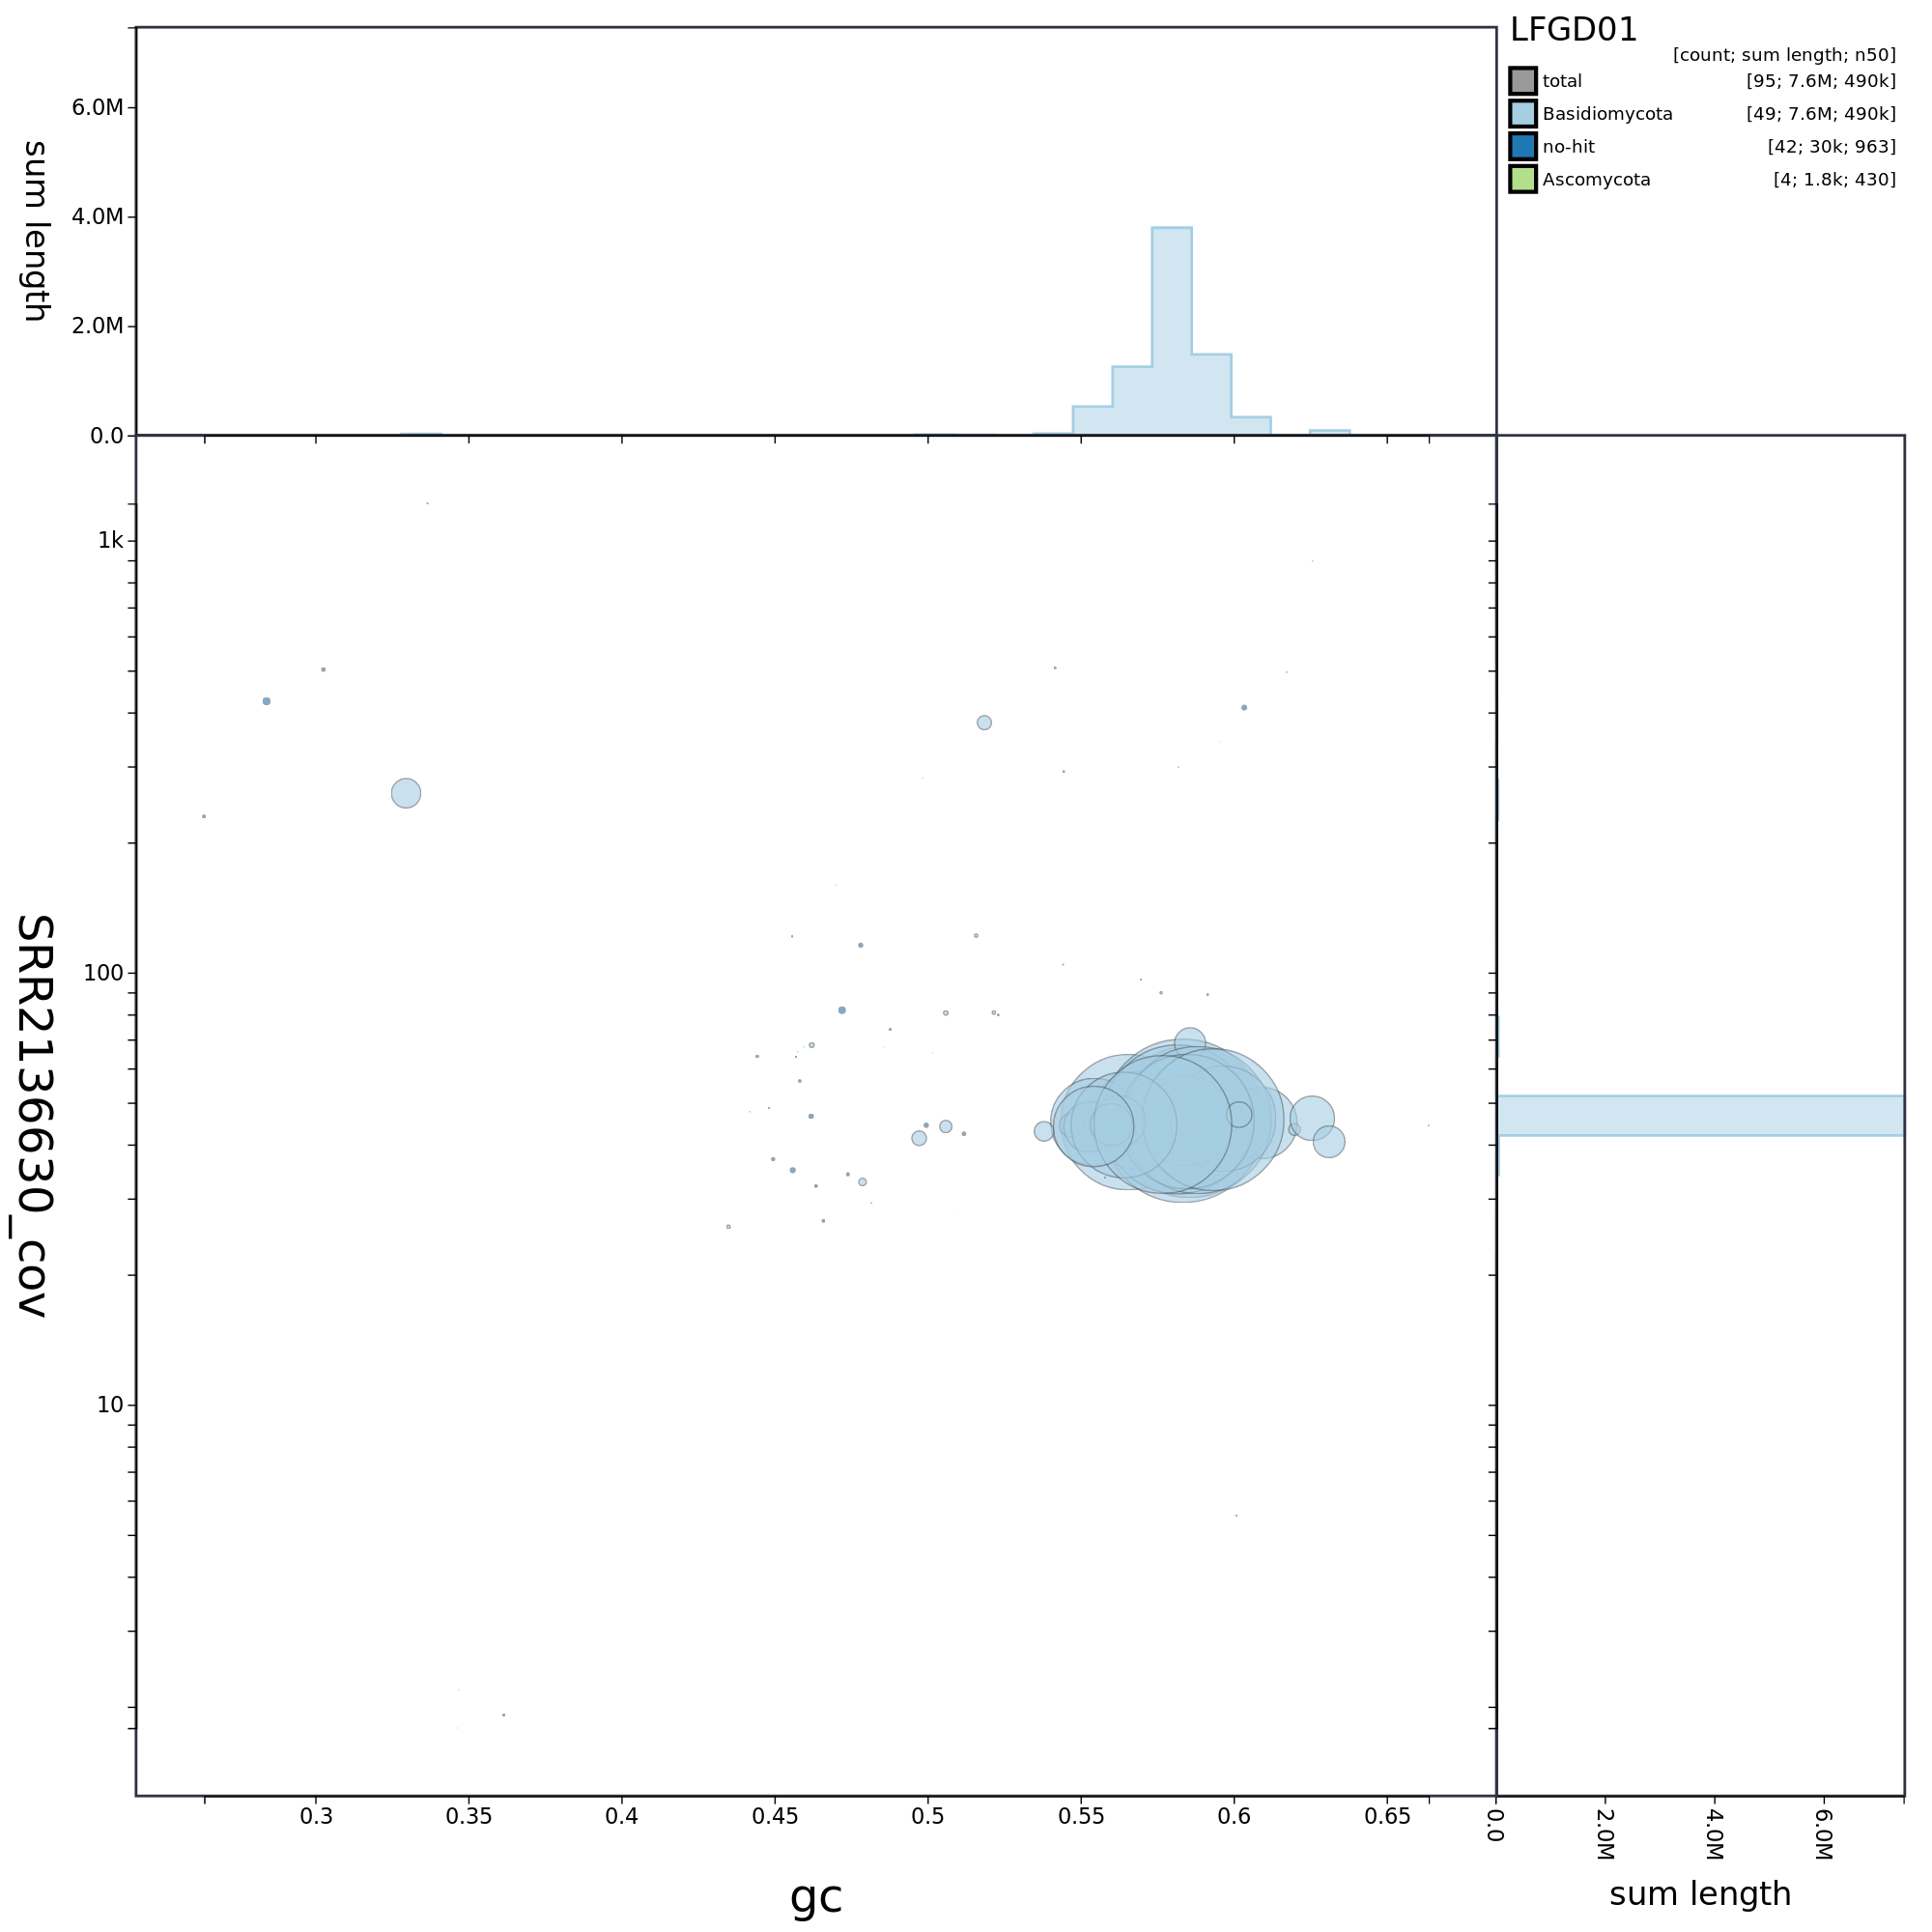 LFGD01
[count; sum length; n50]
total [95; 7.6M; 490k]
Basidiomycota [49; 7.6M; 490k]
no-hit [42; 30k; 963]
Ascomycota [4; 1.8k; 430]
sum length
6.0M
4.0M
2.0M
0.0
SRR2136630_cov
1k
100
10
0.3 0.35 0.4 0.45 0.5 0.55 0.6 0.65
gc
0.0 2.0M 4.0M 6.0M
sum length